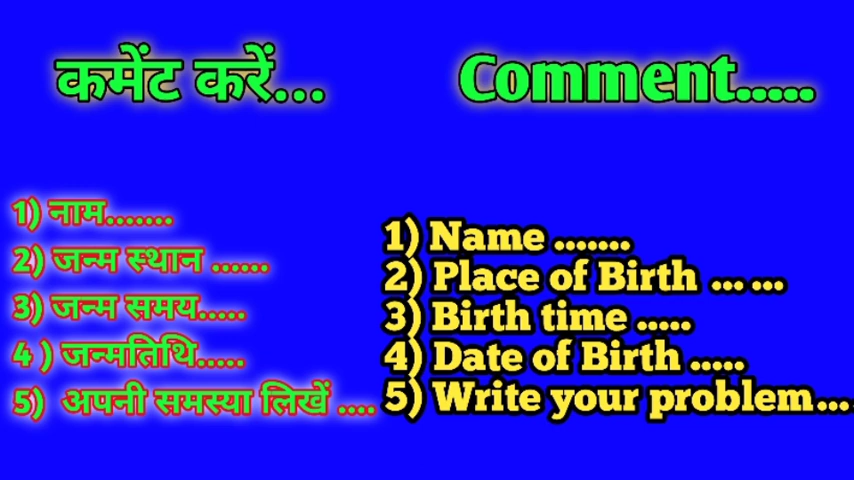 कमेंट करें...
1) नाम.......
2) जन्म स्थान ......
3) जन्म समय.....
4 ) जन्मतिथि.....
5) अपनी समस्या लिखें ....
Comment.....
1) Name .......
2) Place of Birth ... ...
3) Birth time .....
4) Date of Birth .....
5) Write your problem...